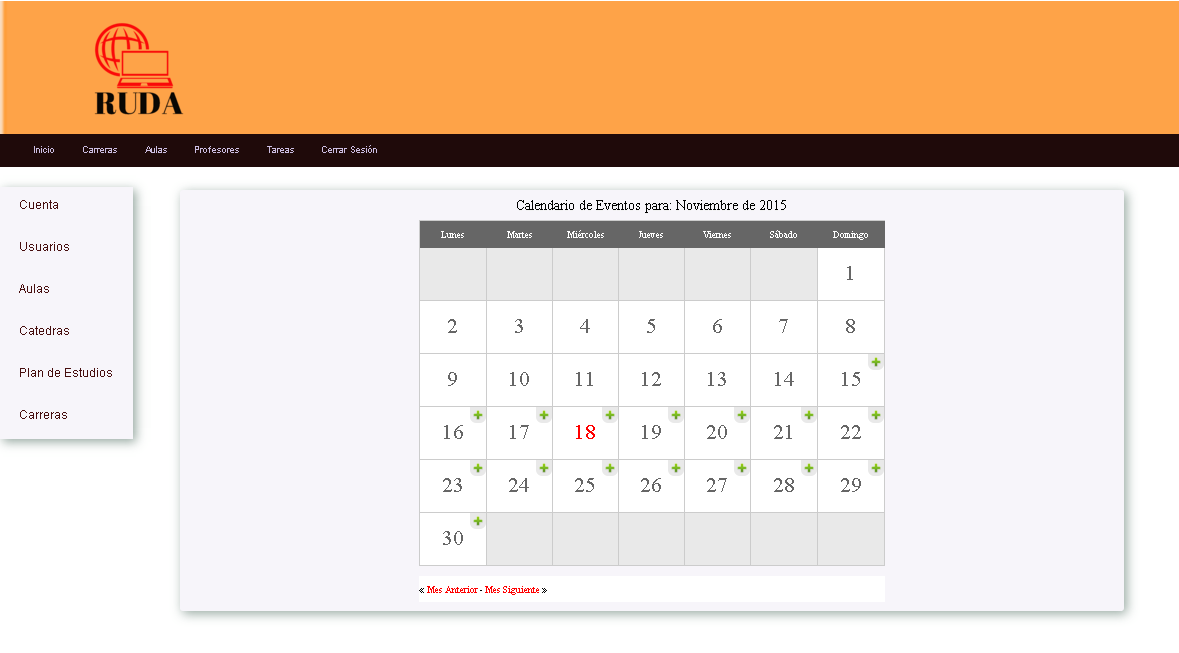 RUDA
Inicio Carreras Aulas Profesores Tareas Cerrar Sesión
Cuenta
Usuarios
Aulas
Catedras
Plan de Estudios
Carreras
Calendario de Eventos para: Noviembre de 2015
Lunes Martes Miércoles Jueves Viernes Sábado Domingo
1
2 3 4 5 6 7 8
9 10 11 12 13 14 15
16 17 18 19 20 21 22
23 24 25 26 27 28 29
30
« Mes Anterior - Mes Siguiente »